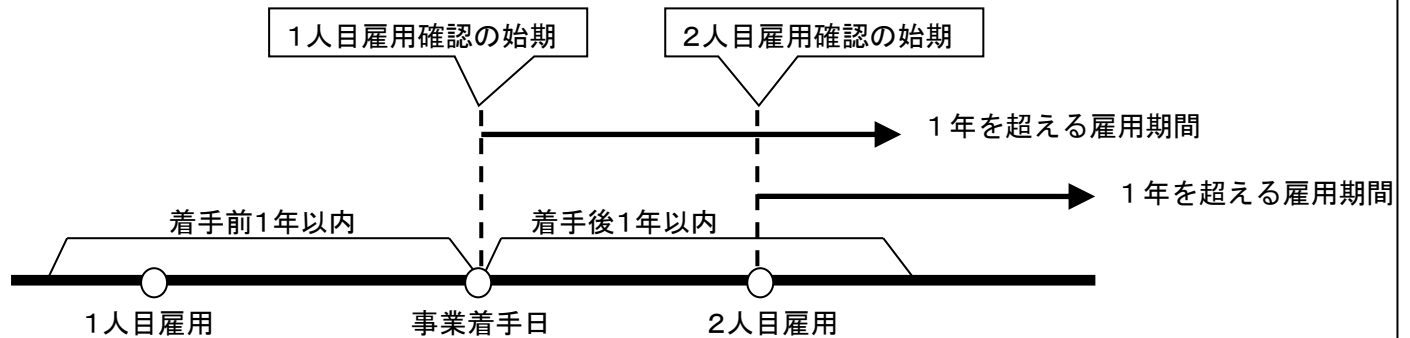 １人目雇用確認の始期
２人目雇用確認の始期
１年を超える雇用期間
１年を超える雇用期間
着手前1年以内
着手後1年以内
１人目雇用
事業着手日
２人目雇用